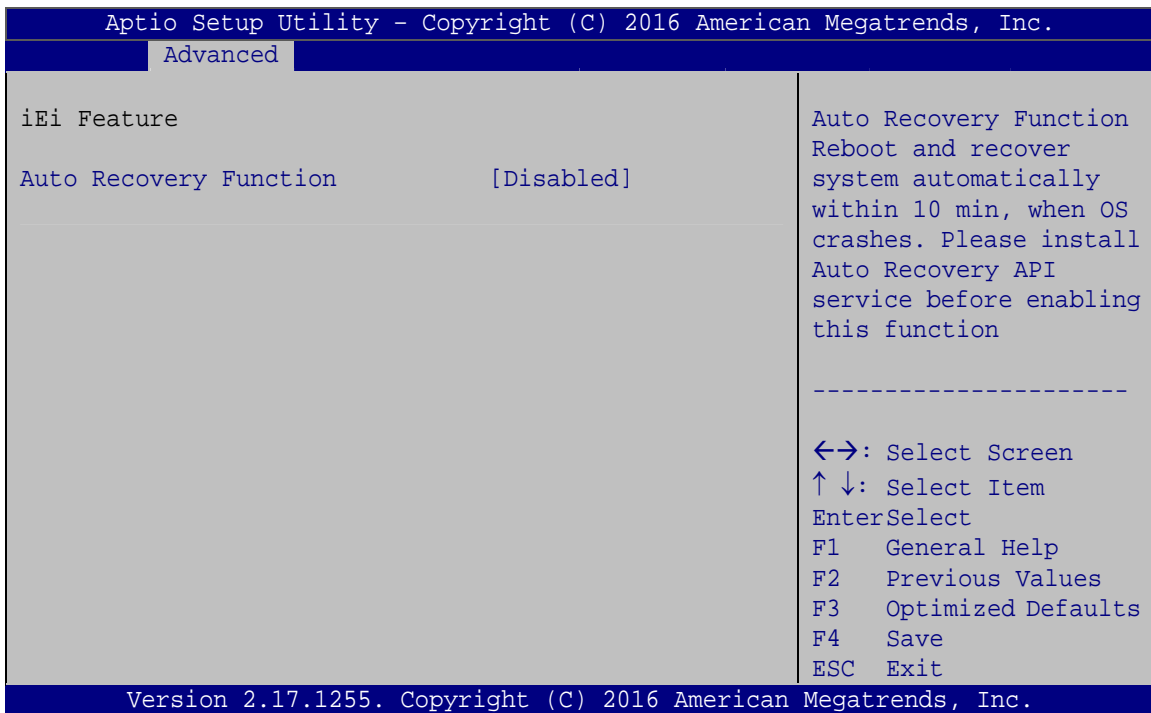 Aptio Setup Utility – Copyright (C) 2016 American Megatrends, Inc.
Advanced
iEi Feature
Auto Recovery Function [Disabled]
Auto Recovery Function
Reboot and recover
system automatically
within 10 min, when OS
crashes. Please install
Auto Recovery API
service before enabling
this function
----------------------
←→: Select Screen
↑ ↓: Select Item
EnterSelect
F1 General Help
F2 Previous Values
F3 Optimized Defaults
F4 Save
ESC Exit
Version 2.17.1255. Copyright (C) 2016 American Megatrends, Inc.